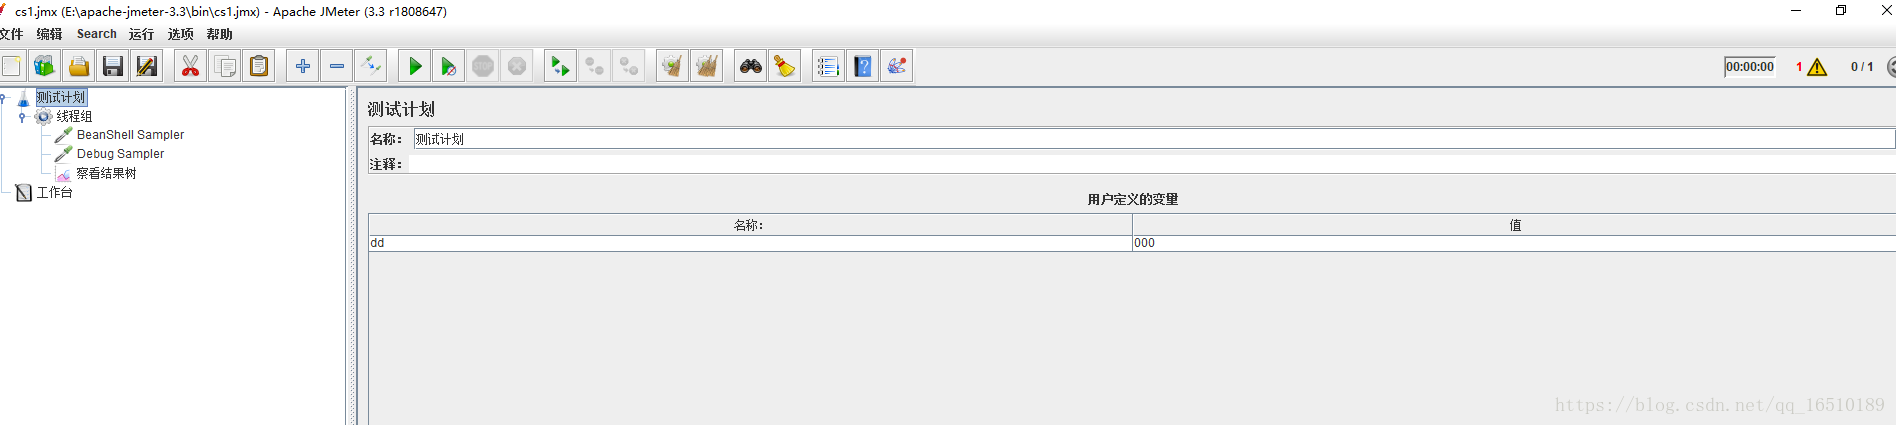 cs1.jmx (E:\apache-jmeter-3.3\bin\cs1.jmx) - Apache JMeter (3.3 r1808647)
文件 编辑 Search 运行 选项 帮助
STOP 00:00:00 1 0 / 1
测试计划
线程组
BeanShell Sampler
Debug Sampler
察看结果树
工作台
测试计划
名称： 测试计划
注释：
用户定义的变量
名称： 值
dd 000
https://blog.csdn.net/qq_16510189